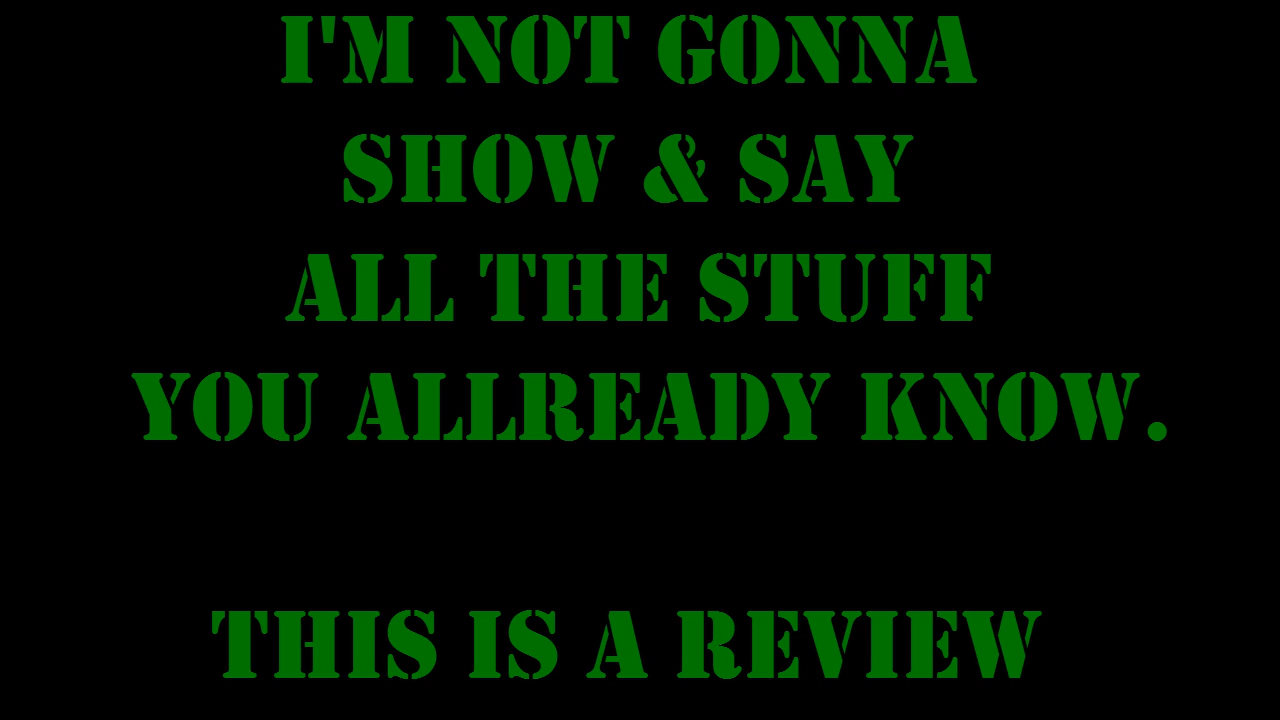 I'M NOT GONNA
SHOW & SAY
ALL THE STUFF
YOU ALLREADY KNOW.
THIS IS A REVIEW